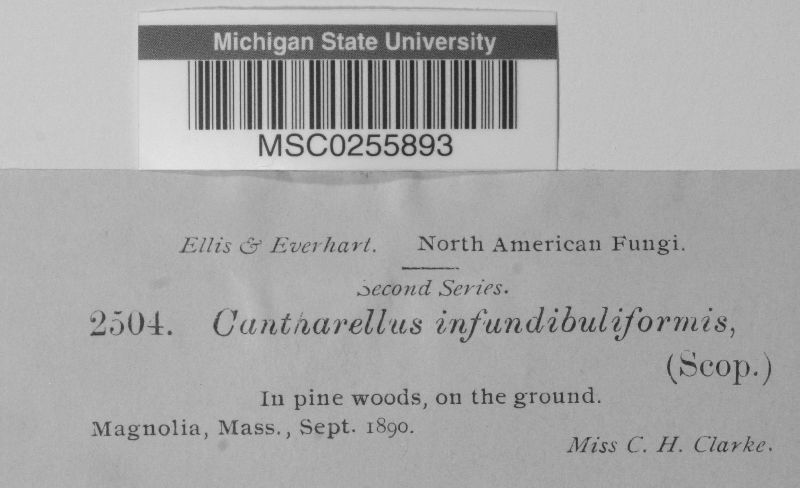 Michigan State University
MSC0255893
Ellis & Everhart. North American Fungi.
Second Series.
2504. Cantharellus infundibuliformis,
(Scop.)
In pine woods, on the ground.
Magnolia, Mass., Sept. 1890.
Miss C. H. Clarke.